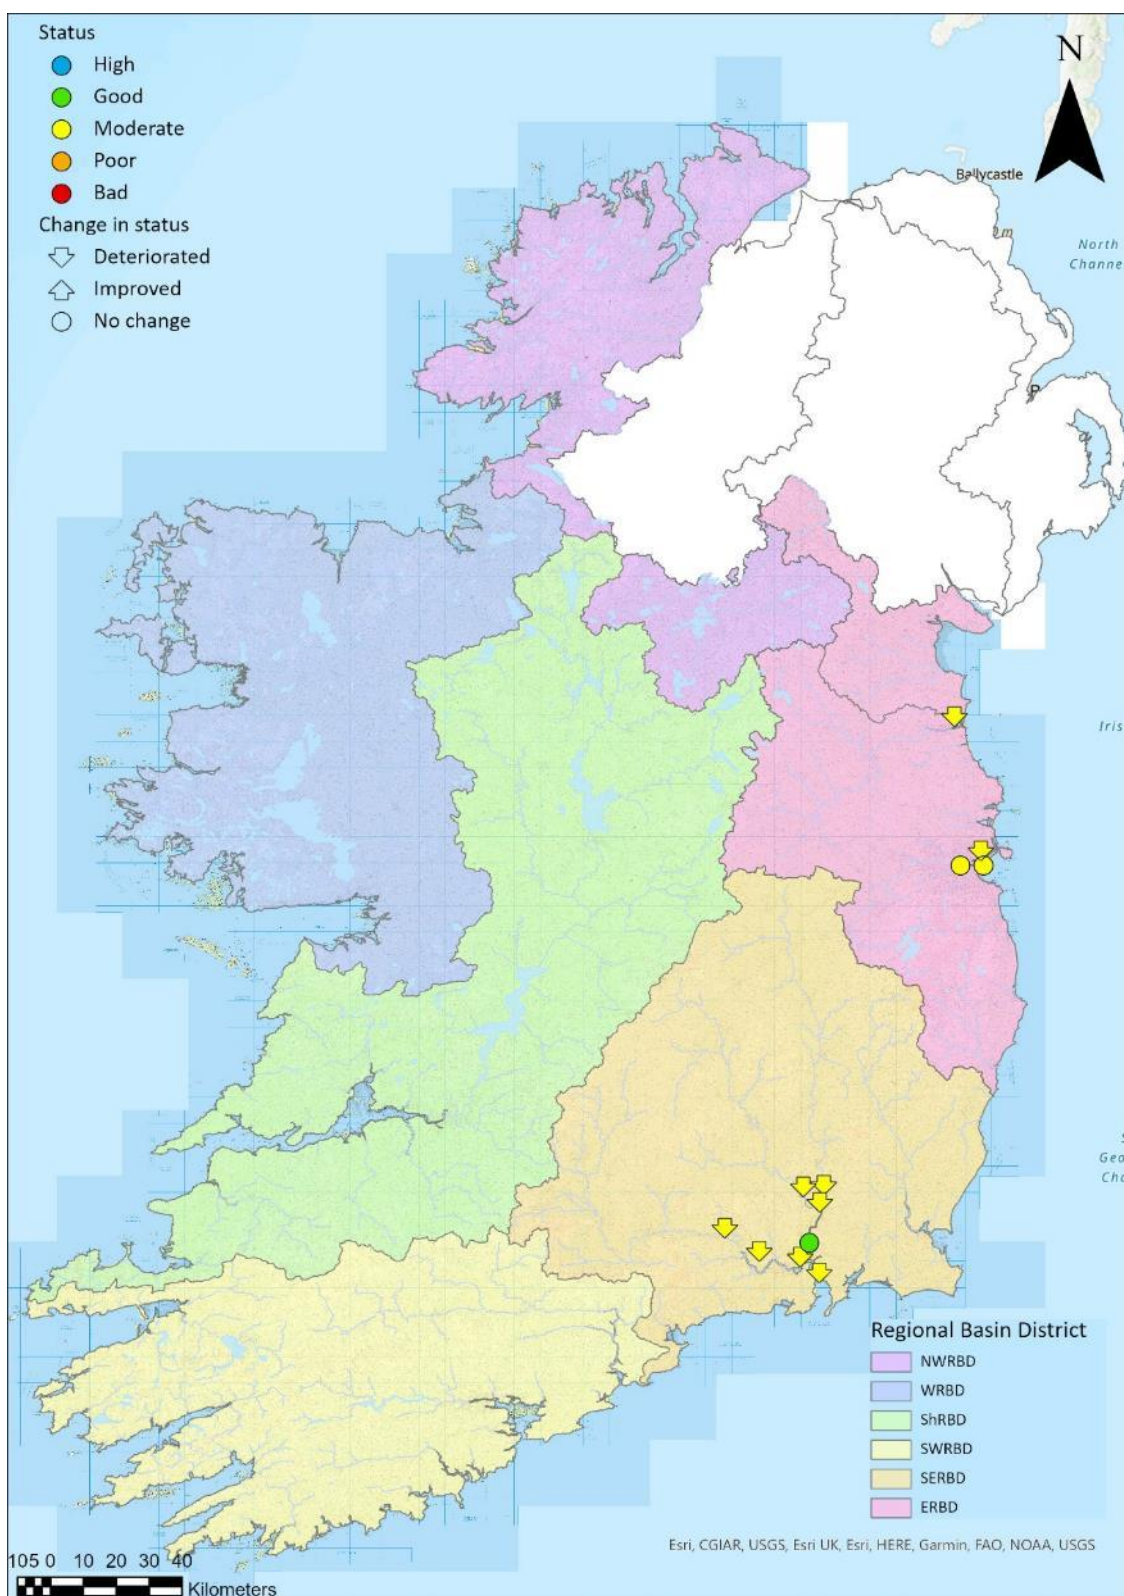 Status
High
Good
Moderate
Poor
Bad
Change in status
Deteriorated
Improved
No change
N
Ballycastle
North
Channe
Iris
Geo
Cha
Regional Basin District
NWRBD
WRBD
ShRBD
SWRBD
SERBD
ERBD
Esri, CGIAR, USGS, Esri UK, Esri, HERE, Garmin, FAO, NOAA, USGS
105 0 10 20 30 40
Kilometers